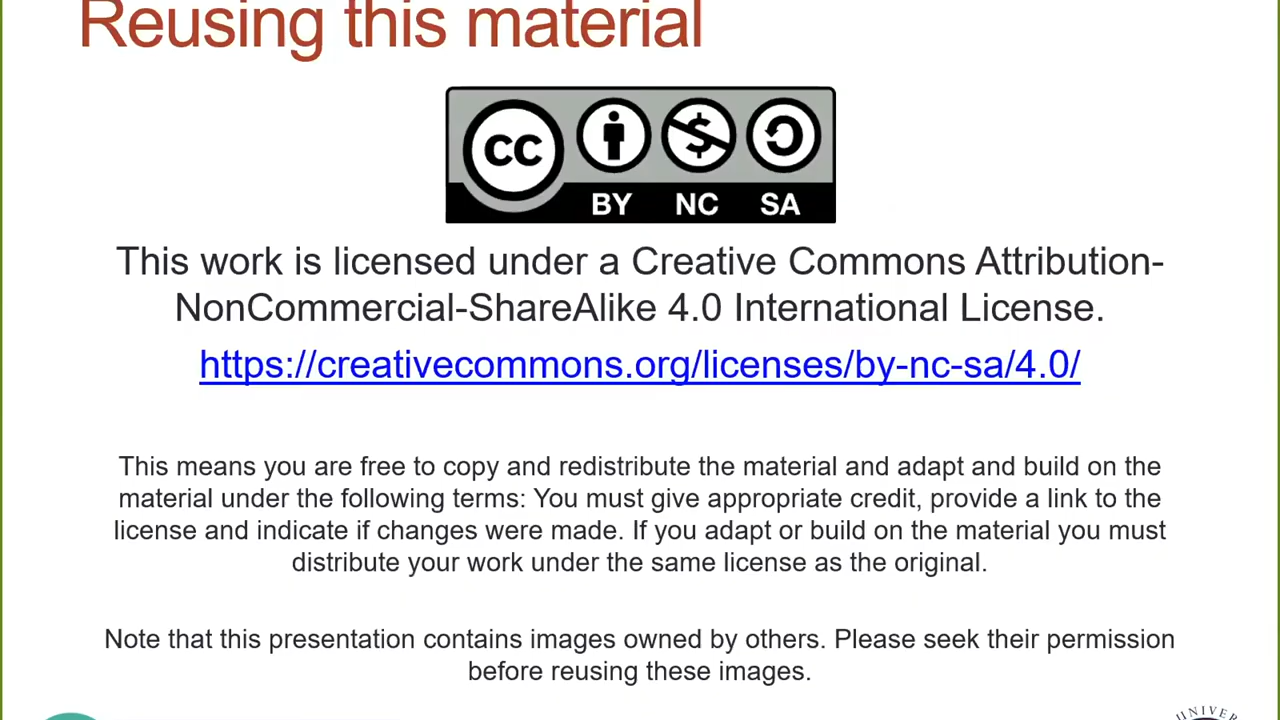 Reusing this material
CC
BY NC SA
This work is licensed under a Creative Commons Attribution-
NonCommercial-ShareAlike 4.0 International License.
https://creativecommons.org/licenses/by-nc-sa/4.0/
This means you are free to copy and redistribute the material and adapt and build on the
material under the following terms: You must give appropriate credit, provide a link to the
license and indicate if changes were made. If you adapt or build on the material you must
distribute your work under the same license as the original.
Note that this presentation contains images owned by others. Please seek their permission
before reusing these images.